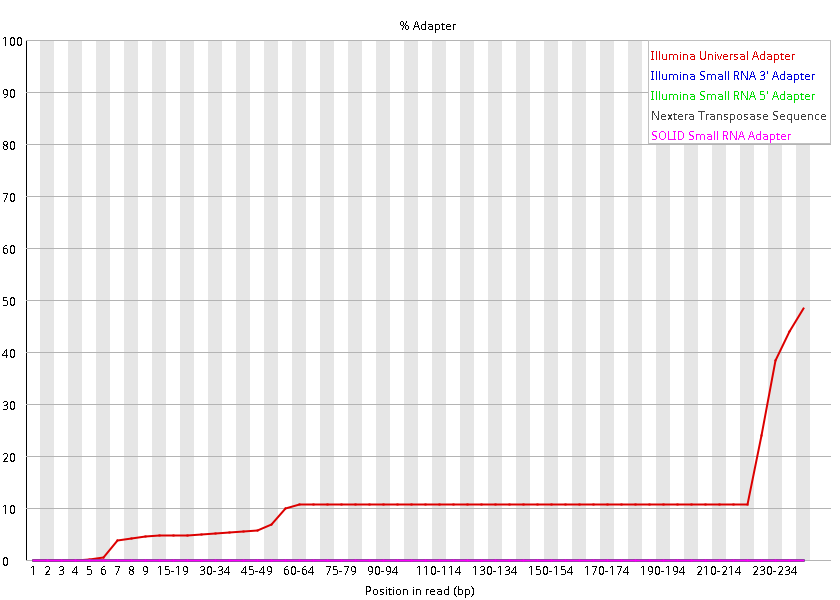 % Adapter
100
90
80
70
60
50
40
30
20
10
0
Illumina Universal Adapter
Illumina Small RNA 3' Adapter
Illumina Small RNA 5' Adapter
Nextera Transposase Sequence
SOLID Small RNA Adapter
1 2 3 4 5 6 7 8 9 15-19 30-34 45-49 60-64 75-79 90-94 110-114 130-134 150-154 170-174 190-194 210-214 230-234
Position in read (bp)